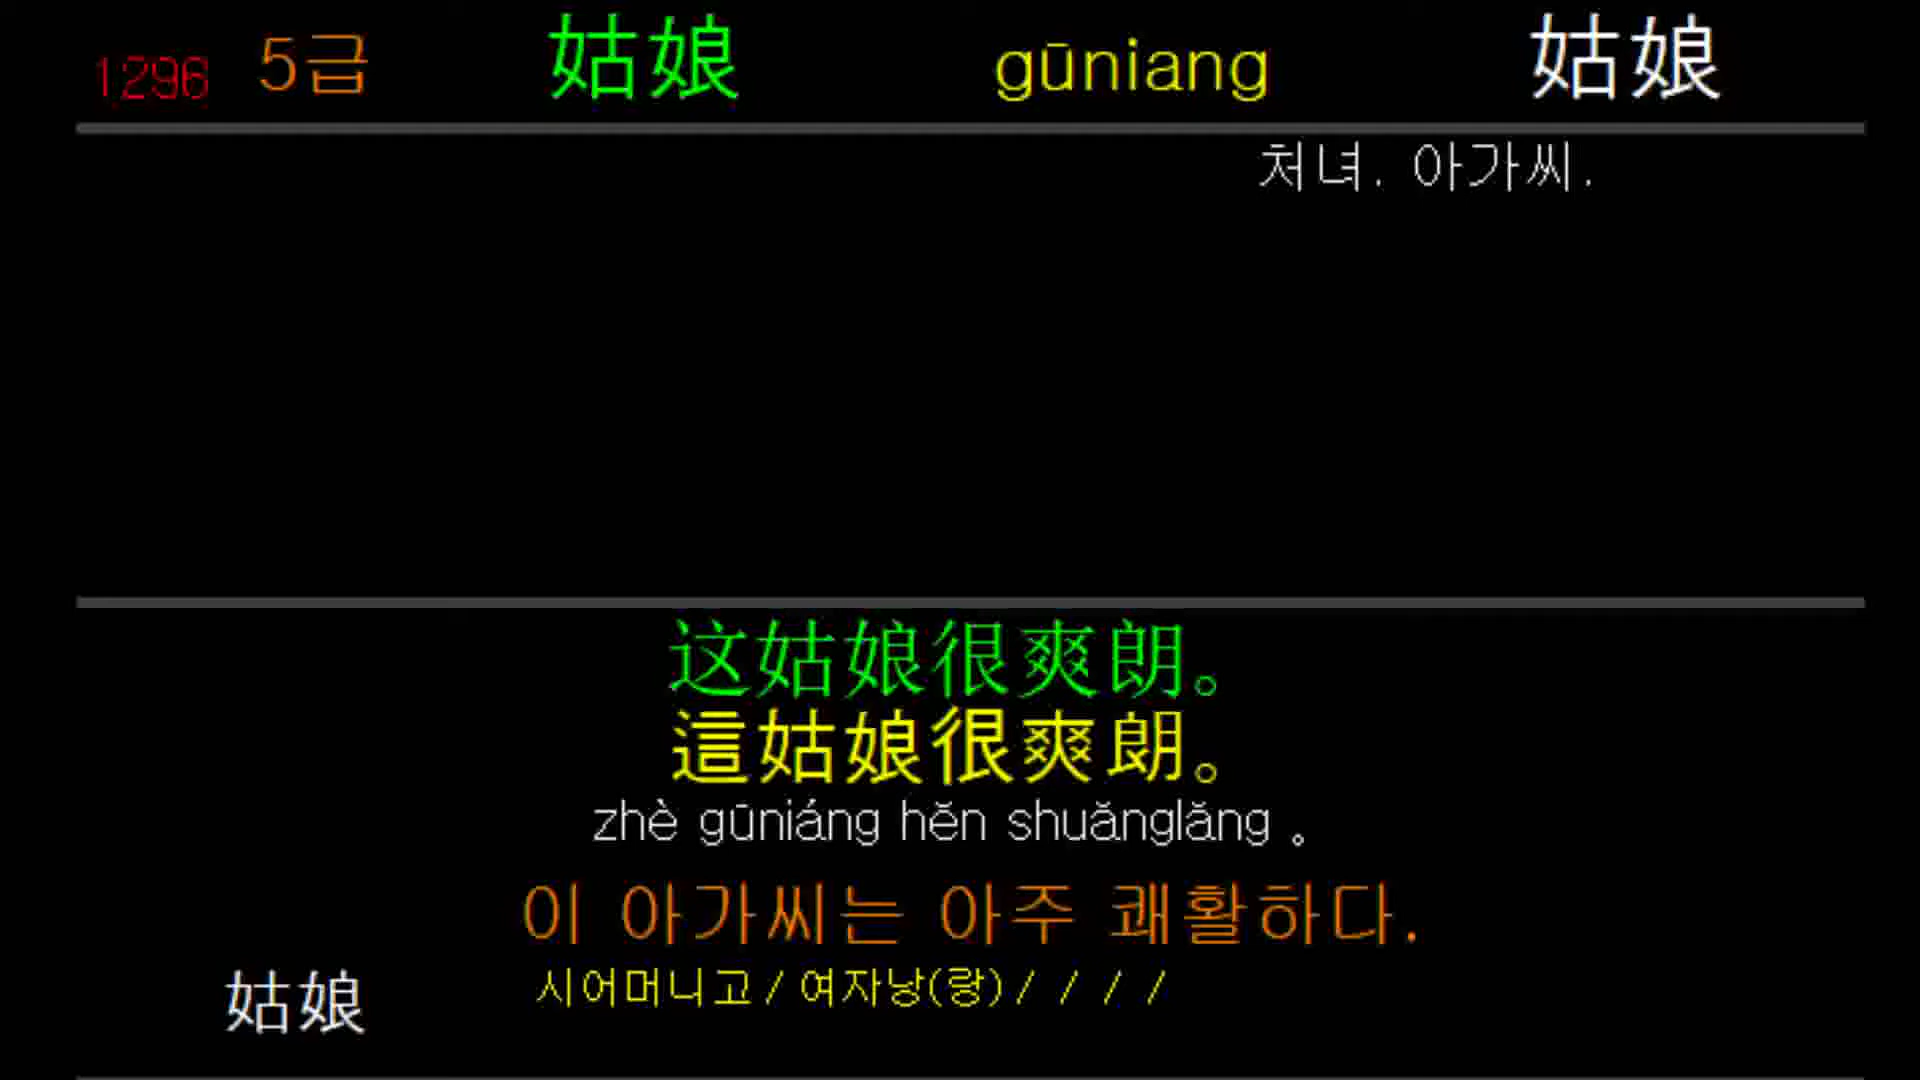 1296 5급 姑娘 gūniang 姑娘
처녀. 아가씨.
这姑娘很爽朗。
這姑娘很爽朗。
zhè gūniáng hěn shuǎnglǎng 。
이 아가씨는 아주 쾌활하다.
姑娘 시어머니고/여자낭(랑)/ / / /